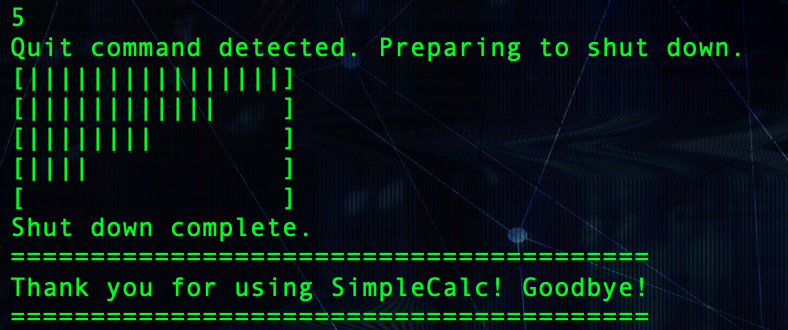 5
Quit command detected. Preparing to shut down.
[||||||||||||||||]
[||||||||||||    ]
[||||||||        ]
[||||            ]
[                ]
Shut down complete.
========================================
Thank you for using SimpleCalc! Goodbye!
========================================